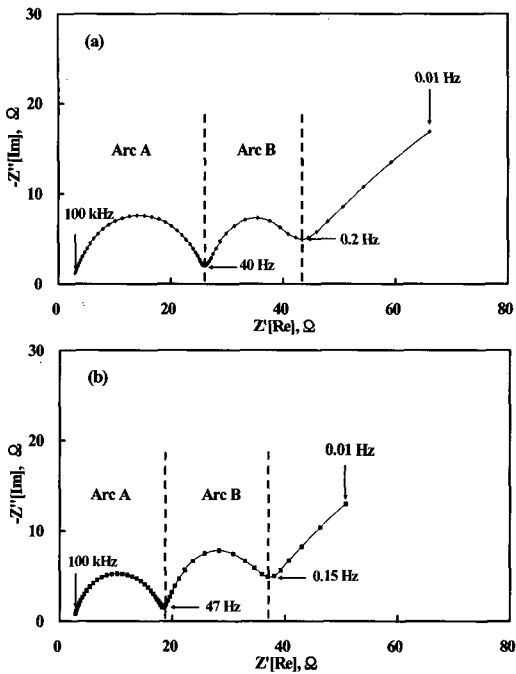 (a)
0.01 Hz
Arc A
Arc B
100 kHz
40 Hz
0.2 Hz
-Z''[Im], Ω
30
20
10
0
0
20
40
60
80
Z'[Re], Ω
(b)
0.01 Hz
Arc A
Arc B
100 kHz
47 Hz
0.15 Hz
-Z''[Im], Ω
30
20
10
0
0
20
40
60
80
Z'[Re], Ω